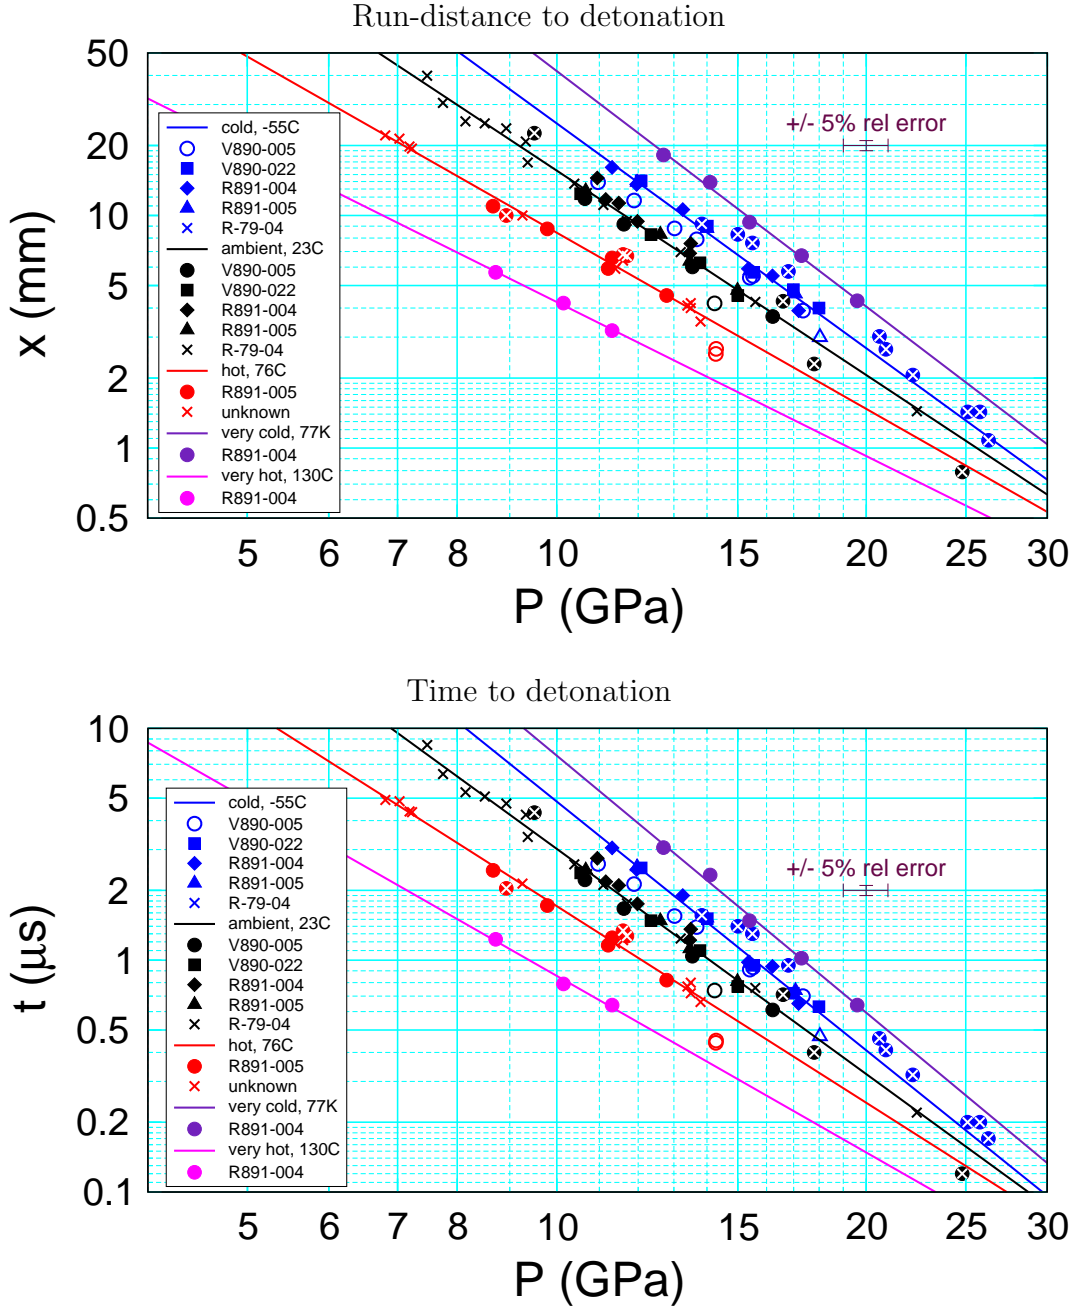 Run-distance to detonation
50
20
10
5
2
1
0.5
x (mm)
+/- 5% rel error
cold, -55C
V890-005
V890-022
R891-004
R891-005
R-79-04
ambient, 23C
V890-005
V890-022
R891-004
R891-005
R-79-04
hot, 76C
R891-005
unknown
very cold, 77K
R891-004
very hot, 130C
R891-004
5 6 7 8 10 15 20 25 30
P (GPa)
Time to detonation
10
5
2
1
0.5
0.2
0.1
t (μs)
+/- 5% rel error
cold, -55C
V890-005
V890-022
R891-004
R891-005
R-79-04
ambient, 23C
V890-005
V890-022
R891-004
R891-005
R-79-04
hot, 76C
R891-005
unknown
very cold, 77K
R891-004
very hot, 130C
R891-004
5 6 7 8 10 15 20 25 30
P (GPa)